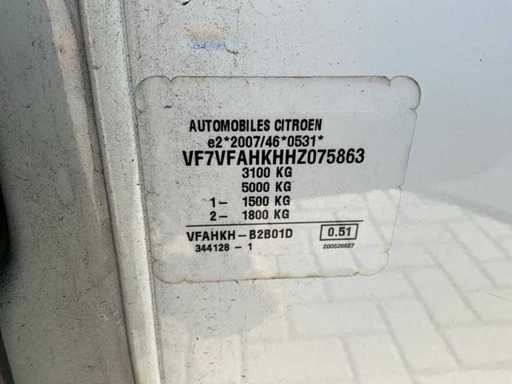 AUTOMOBILES CITROEN
e2*2007/46*0531*
VF7VFAHKHHZ075863
3100 KG
5000 KG
1- 1500 KG
2- 1800 KG
VFAHKH-B2B01D 0.51
344128 - 1